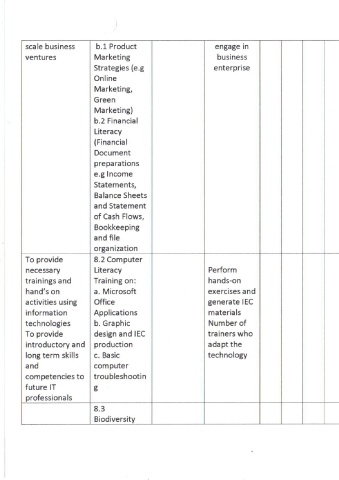 scale business
ventures
b.1 Product
Marketing
Strategies (e.g
Online
Marketing,
Green
Marketing)
b.2 Financial
Literacy
(Financial
Document
preparations
e.g Income
Statements,
Balance Sheets
and Statement
of Cash Flows,
Bookkeeping
and file
organization
engage in
business
enterprise
To provide
necessary
trainings and
hand's on
activities using
information
technologies
To provide
introductory and
long term skills
and
competencies to
future IT
professionals
8.2 Computer
Literacy
Training on:
a. Microsoft
Office
Applications
b. Graphic
design and IEC
production
c. Basic
computer
troubleshootin
g
Perform
hands-on
exercises and
generate IEC
materials
Number of
trainers who
adapt the
technology
8.3
Biodiversity